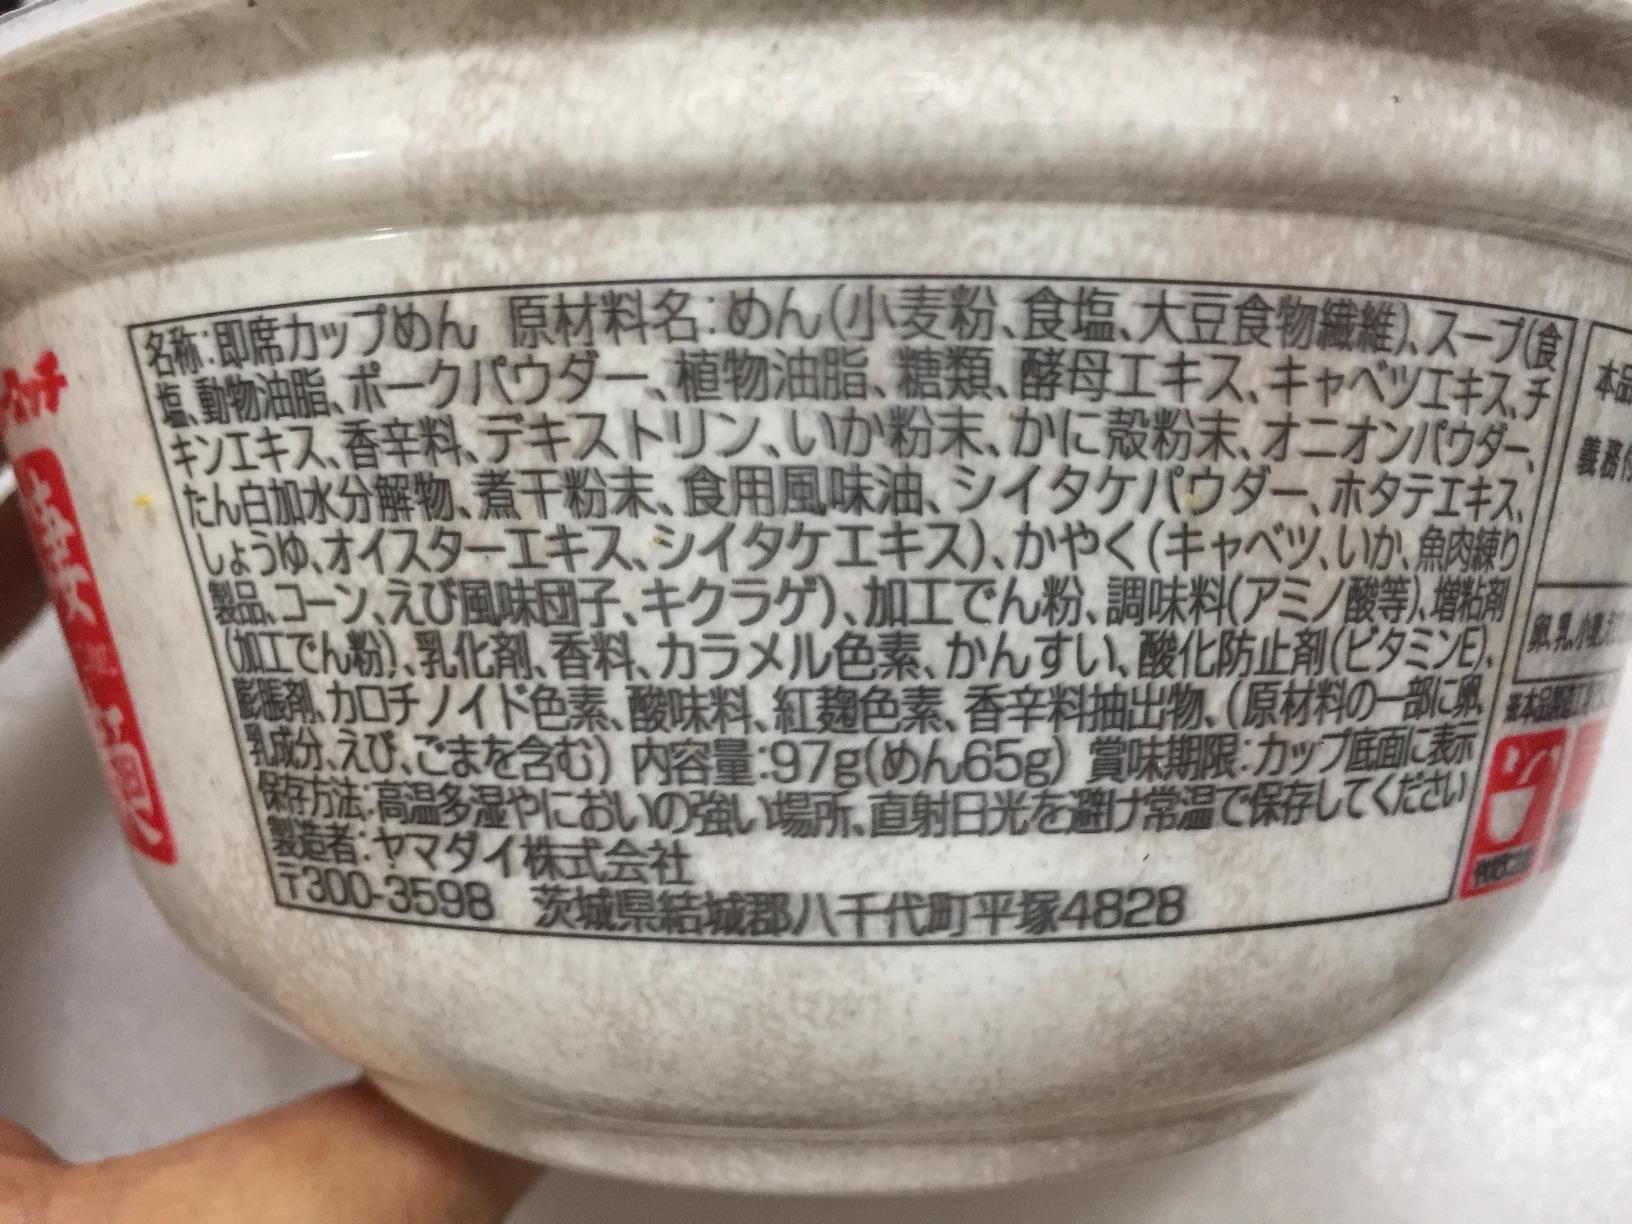 名称:即席カップめん 原材料名:めん(小麦粉、食塩、大豆食物繊維)、スープ(食
塩、動物油脂、ポークパウダー、植物油脂、糖類、酵母エキス、キャベツエキス、チ
キンエキス、香辛料、デキストリン、いか粉末、かに殻粉末、オニオンパウダー、
たん白加水分解物、煮干粉末、食用風味油、シイタケパウダー、ホタテエキス、
しょうゆ、オイスターエキス、シイタケエキス)、かやく(キャベツ、いか、魚肉練り
製品、コーン、えび風味団子、キクラゲ)、加工でん粉、調味料(アミノ酸等)、増粘剤
(加工でん粉)、乳化剤、香料、カラメル色素、かんすい、酸化防止剤(ビタミンE)、
膨脹剤、カロチノイド色素、酸味料、紅麹色素、香辛料抽出物、(原材料の一部に卵、
乳成分、えび、ごまを含む) 内容量:97g(めん65g) 賞味期限:カップ底面に表示
保存方法:高温多湿やにおいの強い場所、直射日光を避け常温で保存してください
製造者:ヤマダイ株式会社
〒300-3598 茨城県結城郡八千代町平塚4828
本品
義務付
卵、乳、小麦、
※本品製造工